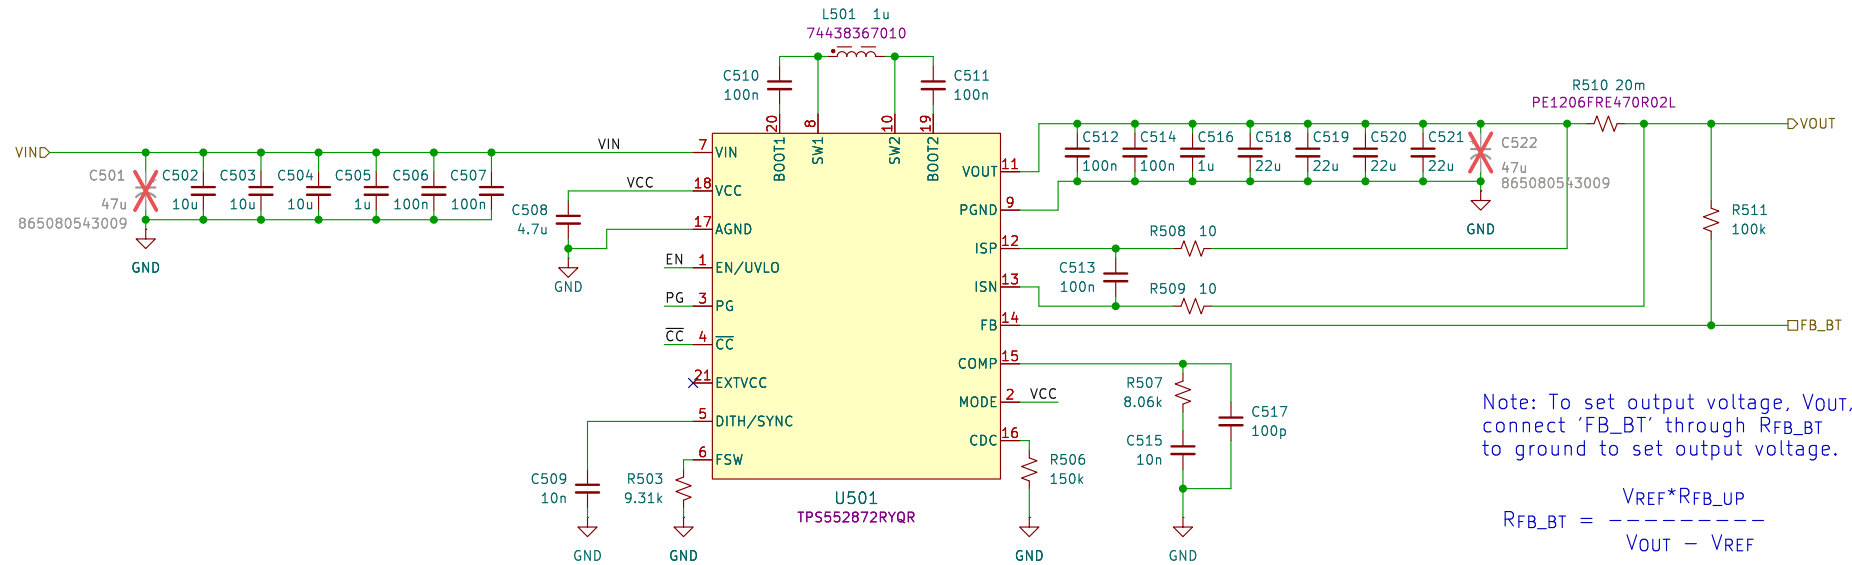 L501 1u
74438367010
C510
100n
C511
100n
R510 20m
PE1206FRE470R02L
20
8
10
19
BOOT1
SW1
SW2
BOOT2
VIN
VIN
7
VIN
C501
47u
865080543009
C502
10u
C503
10u
C504
10u
C505
1u
C506
100n
C507
100n
GND
VCC
18
VCC
C508
4.7u
GND
17
AGND
EN
1
EN/UVLO
PG
3
PG
CC
4
CC
21
EXTVCC
5
DITH/SYNC
6
FSW
C509
10n
GND
R503
9.31k
GND
U501
TPS552872RYQR
VOUT
11
PGND
9
ISP
12
ISN
13
FB
14
COMP
15
MODE
2
VCC
CDC
16
C512
100n
C514
100n
C516
1u
C518
22u
C519
22u
C520
22u
C521
22u
C522
47u
865080543009
GND
VOUT
R508 10
C513
100n
R509 10
R511
100k
FB_BT
R507
8.06k
C515
10n
C517
100p
GND
R506
150k
GND
Note: To set output voltage, VOUT,
connect 'FB_BT' through RFB_BT
to ground to set output voltage.
VREF*RFB_UP
RFB_BT = ---------
VOUT - VREF